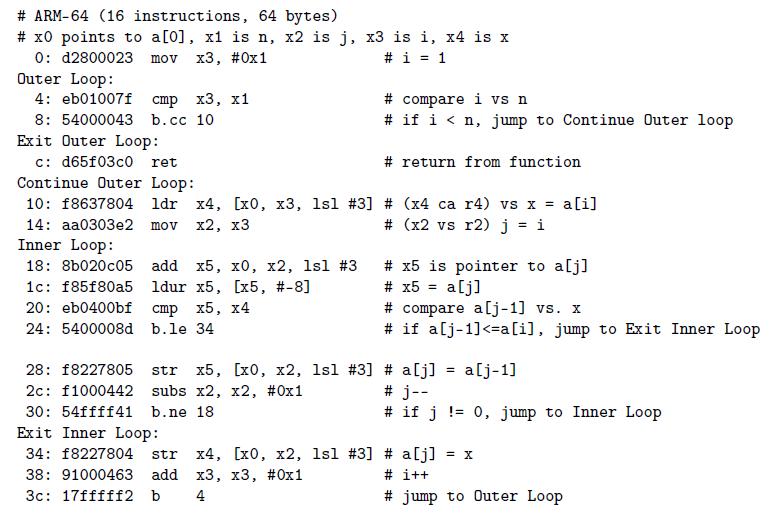 # ARM-64 (16 instructions, 64 bytes)
# x0 points to a[0], x1 is n, x2 is j, x3 is i, x4 is x
0: d2800023 mov x3, #0x1 # i = 1
Outer Loop:
4: eb01007f cmp x3, x1 # compare i vs n
8: 54000043 b.cc 10 # if i < n, jump to Continue Outer loop
Exit Outer Loop:
c: d65f03c0 ret # return from function
Continue Outer Loop:
10: f8637804 ldr x4, [x0, x3, lsl #3] # (x4 ca r4) vs x = a[i]
14: aa0303e2 mov x2, x3 # (x2 vs r2) j = i
Inner Loop:
18: 8b020c05 add x5, x0, x2, lsl #3 # x5 is pointer to a[j]
1c: f85f80a5 ldur x5, [x5, #-8] # x5 = a[j]
20: eb0400bf cmp x5, x4 # compare a[j-1] vs. x
24: 5400008d b.le 34 # if a[j-1]<=a[i], jump to Exit Inner Loop
28: f8227805 str x5, [x0, x2, lsl #3] # a[j] = a[j-1]
2c: f1000442 subs x2, x2, #0x1 # j--
30: 54ffff41 b.ne 18 # if j != 0, jump to Inner Loop
Exit Inner Loop:
34: f8227804 str x4, [x0, x2, lsl #3] # a[j] = x
38: 91000463 add x3, x3, #0x1 # i++
3c: 17fffff2 b 4 # jump to Outer Loop